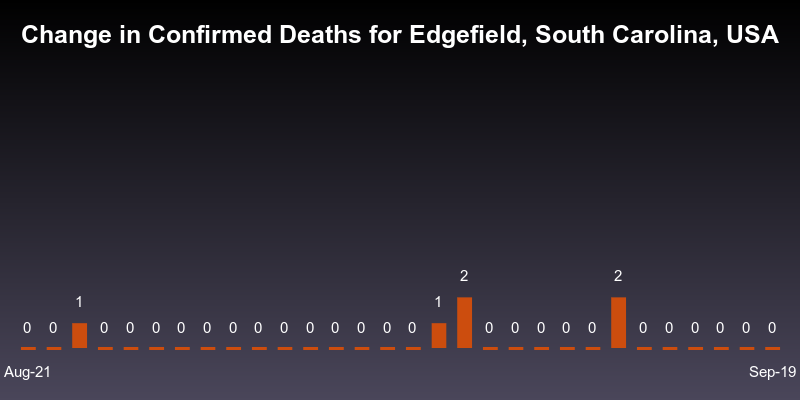 Change in Confirmed Deaths for Edgefield, South Carolina, USA
2 2
1 1
0 0 0 0 0 0 0 0 0 0 0 0 0 0 0 0 0 0 0 0 0 0 0 0 0 0
Aug-21 Sep-19